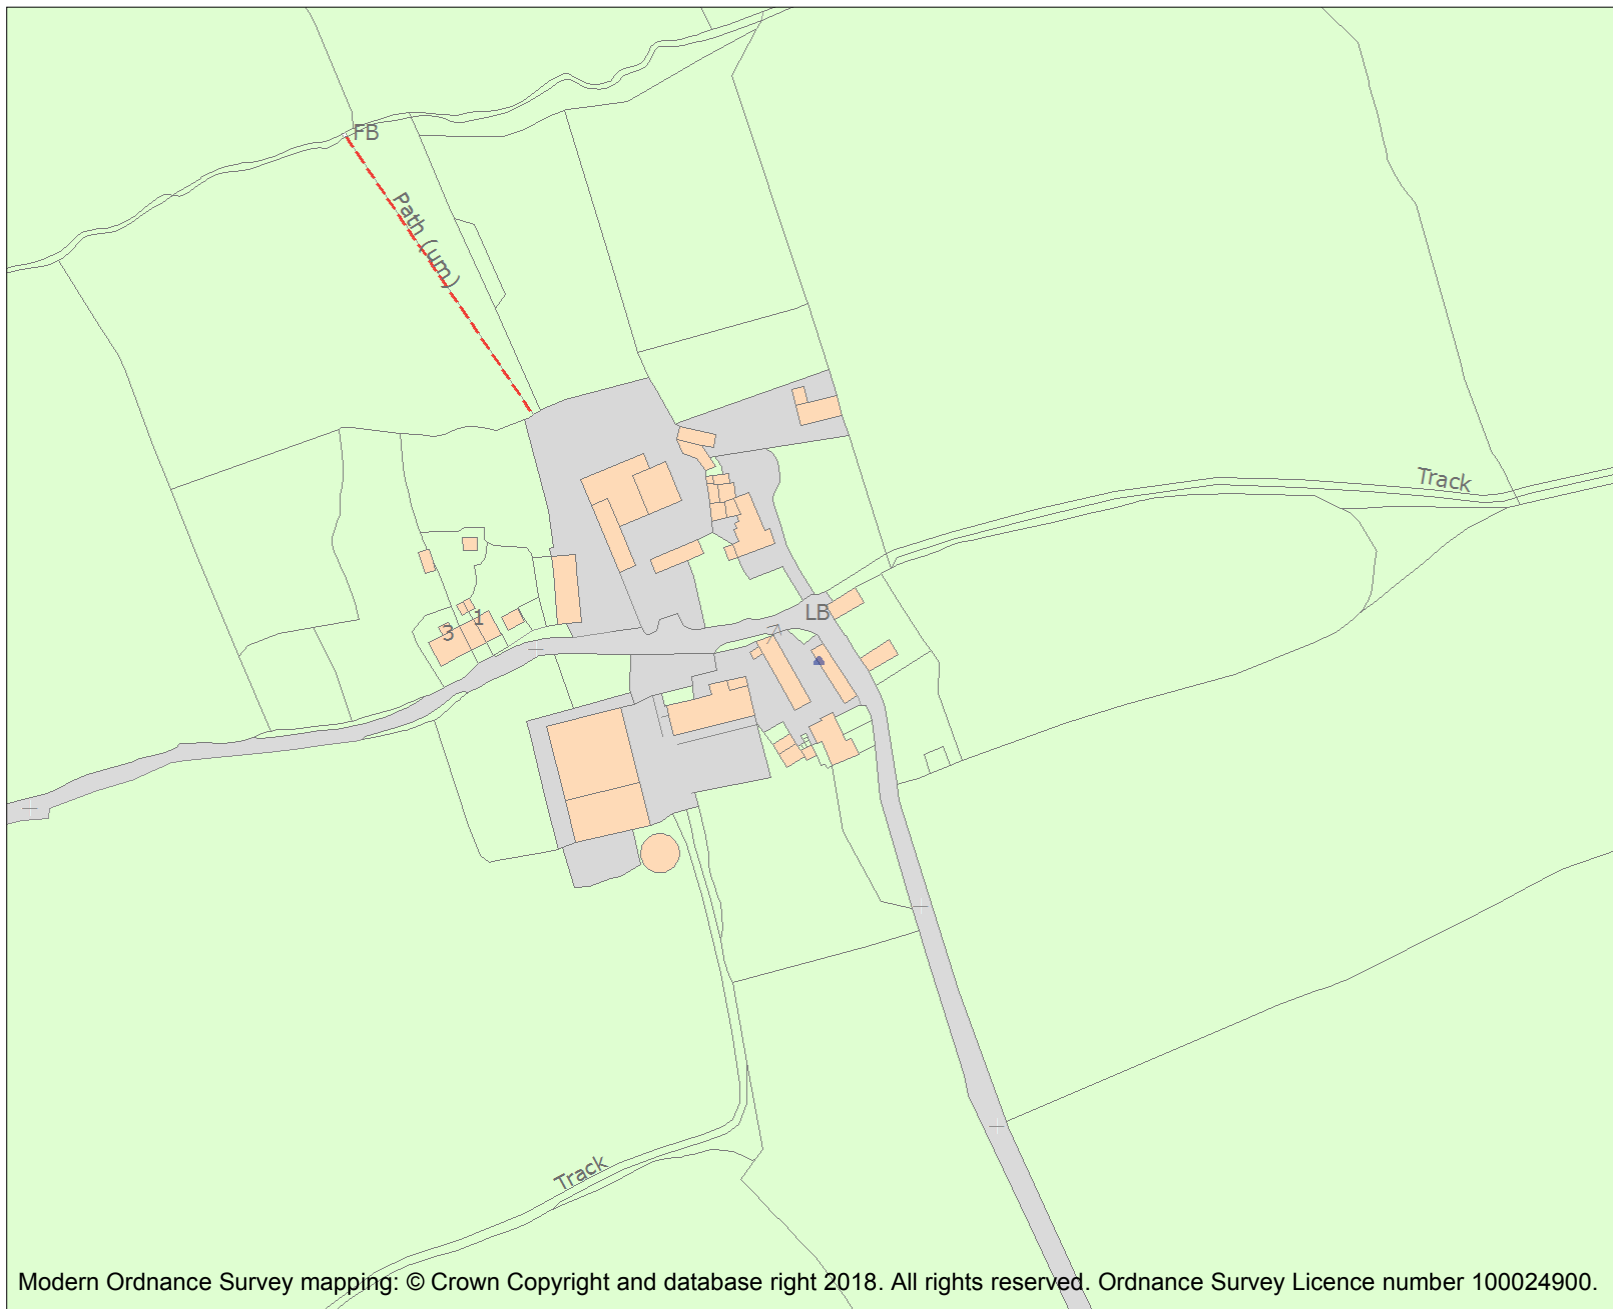 FB
Path (um)
Track
LB
1
3
Track
Modern Ordnance Survey mapping: © Crown Copyright and database right 2018. All rights reserved. Ordnance Survey Licence number 100024900.